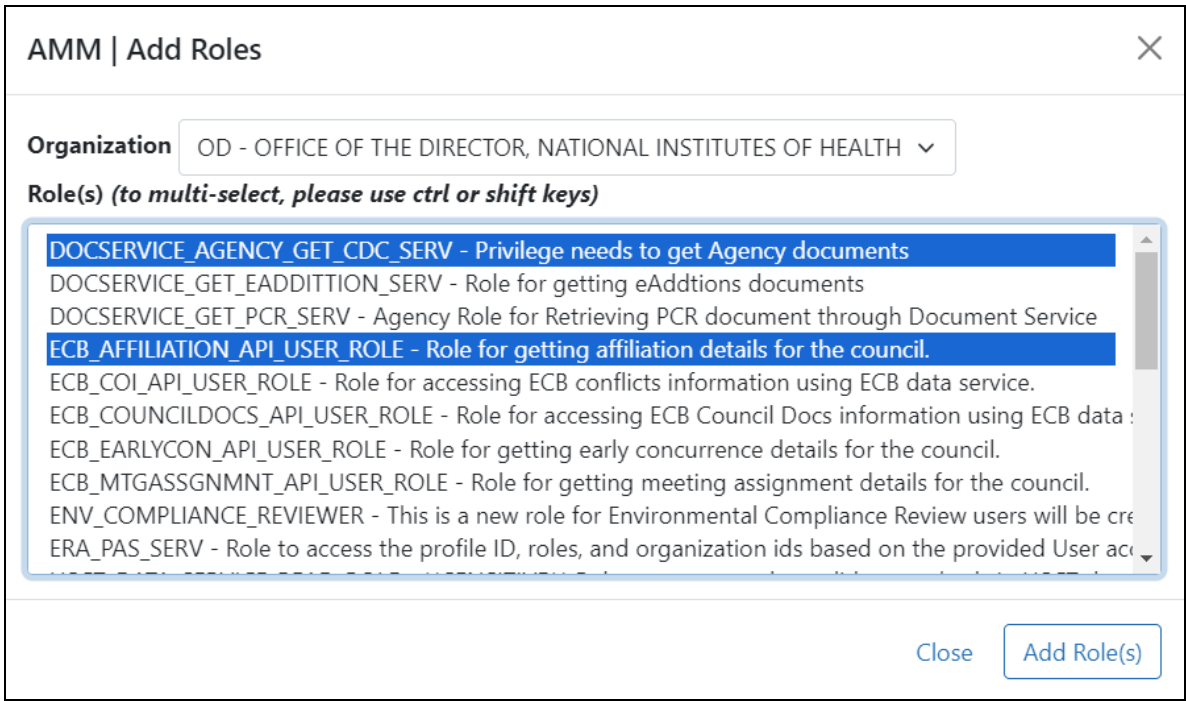 AMM | Add Roles
Organization OD - OFFICE OF THE DIRECTOR, NATIONAL INSTITUTES OF HEALTH
Role(s) (to multi-select, please use ctrl or shift keys)
DOCSERVICE_AGENCY_GET_CDC_SERV - Privilege needs to get Agency documents
DOCSERVICE_GET_EADDITTION_SERV - Role for getting eAddtions documents
DOCSERVICE_GET_PCR_SERV - Agency Role for Retrieving PCR document through Document Service
ECB_AFFILIATION_API_USER_ROLE - Role for getting affiliation details for the council.
ECB_COI_API_USER_ROLE - Role for accessing ECB conflicts information using ECB data service.
ECB_COUNCILDOCS_API_USER_ROLE - Role for accessing ECB Council Docs information using ECB data
ECB_EARLYCON_API_USER_ROLE - Role for getting early concurrence details for the council.
ECB_MTGASSGNMNT_API_USER_ROLE - Role for getting meeting assignment details for the council.
ENV_COMPLIANCE_REVIEWER - This is a new role for Environmental Compliance Review users will be cre
ERA_PAS_SERV - Role to access the profile ID, roles, and organization ids based on the provided User acc
Close Add Role(s)